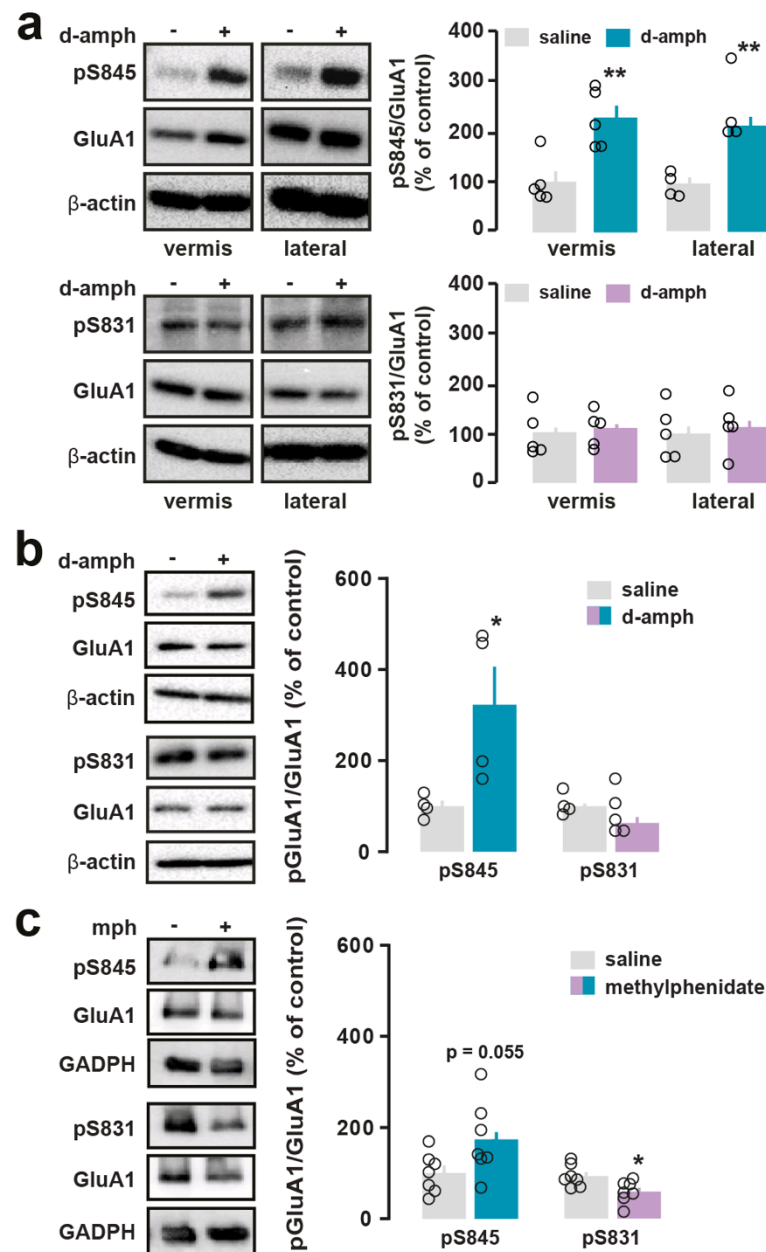 a
d-amph - + - +
pS845
GluA1
β-actin
vermis lateral
pS845/GluA1
(% of control)
400
300
200
100
0
saline d-amph
**
**
vermis lateral
d-amph - + - +
pS831
GluA1
β-actin
vermis lateral
pS831/GluA1
(% of control)
400
300
200
100
0
saline d-amph
vermis lateral
b
d-amph - +
pS845
GluA1
β-actin
pS831
GluA1
β-actin
pGluA1/GluA1 (% of control)
600
400
200
0
saline
d-amph
*
pS845 pS831
c
mph - +
pS845
GluA1
GADPH
pS831
GluA1
GADPH
pGluA1/GluA1 (% of control)
600
400
200
0
saline
methylphenidate
p = 0.055
*
pS845 pS831